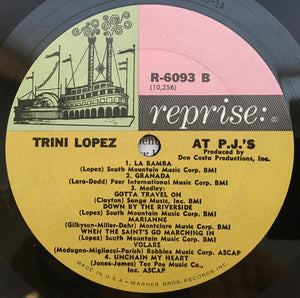 R-6093 B
(10,256)
reprise:
TRINI LOPEZ
AT P.J.'S
Produced by
Don Costa Productions, Inc.
1. LA BAMBA
(Lopez) South Mountain Music Corp. BMI
2. GRANADA
(Lara-Dodd) Peer International Music Corp. BMI
3. Medley:
GOTTA TRAVEL ON
(Clayton) Sanga Music, Inc. BMI
DOWN BY THE RIVERSIDE
(Lopez) South Mountain Music Corp. BMI
MARIANNE
(Gilkyson-Miller-Dehr) Montclare Music Corp. BMI
WHEN THE SAINT'S GO MARCHING IN
(Lopez) South Mountain Music Corp. BMI
VOLARE
(Modugno-Migliacci-Parish) Robbins Music Corp. ASCAP
4. UNCHAIN MY HEART
(Jones-James) Tee Pee Music Co.,
Inc. ASCAP
MADE IN U.S.A. • WARNER BROS. RECORDS, INC.